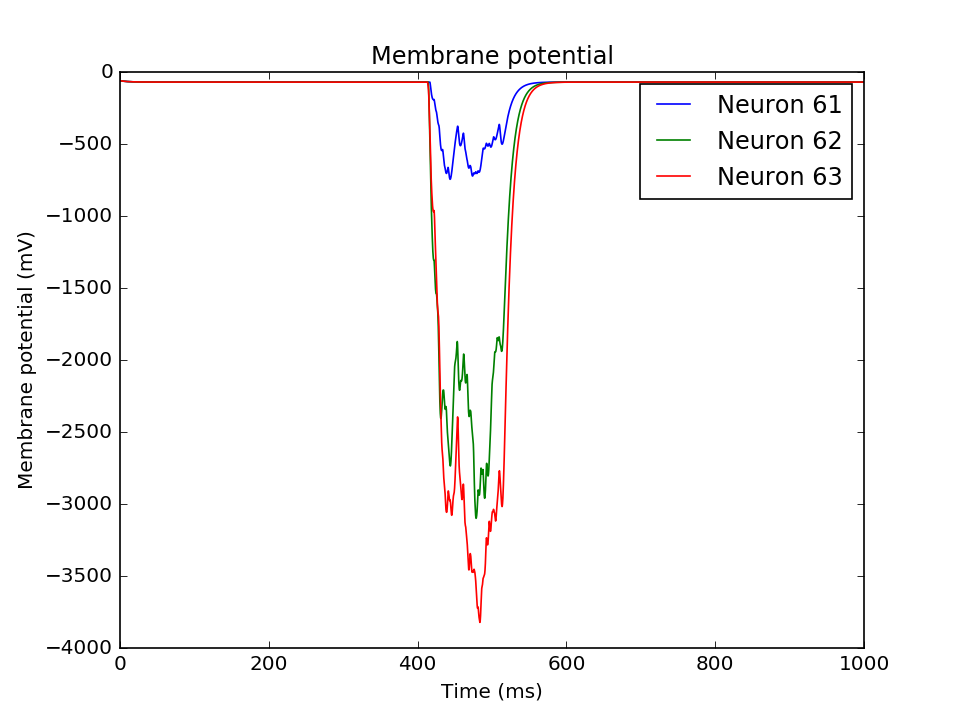 Membrane potential
0
−500
−1000
−1500
−2000
−2500
−3000
−3500
−4000
Membrane potential (mV)
Neuron 61
Neuron 62
Neuron 63
0 200 400 600 800 1000
Time (ms)